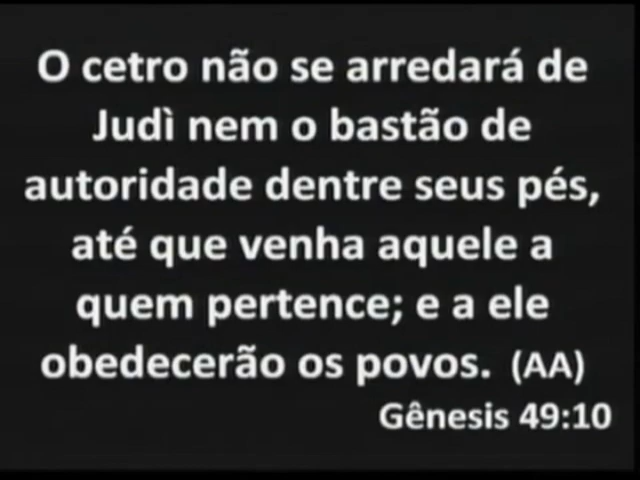 O cetro não se arredará de
Judì nem o bastão de
autoridade dentre seus pés,
até que venha aquele a
quem pertence; e a ele
obedecerão os povos. (AA)
Gênesis 49:10